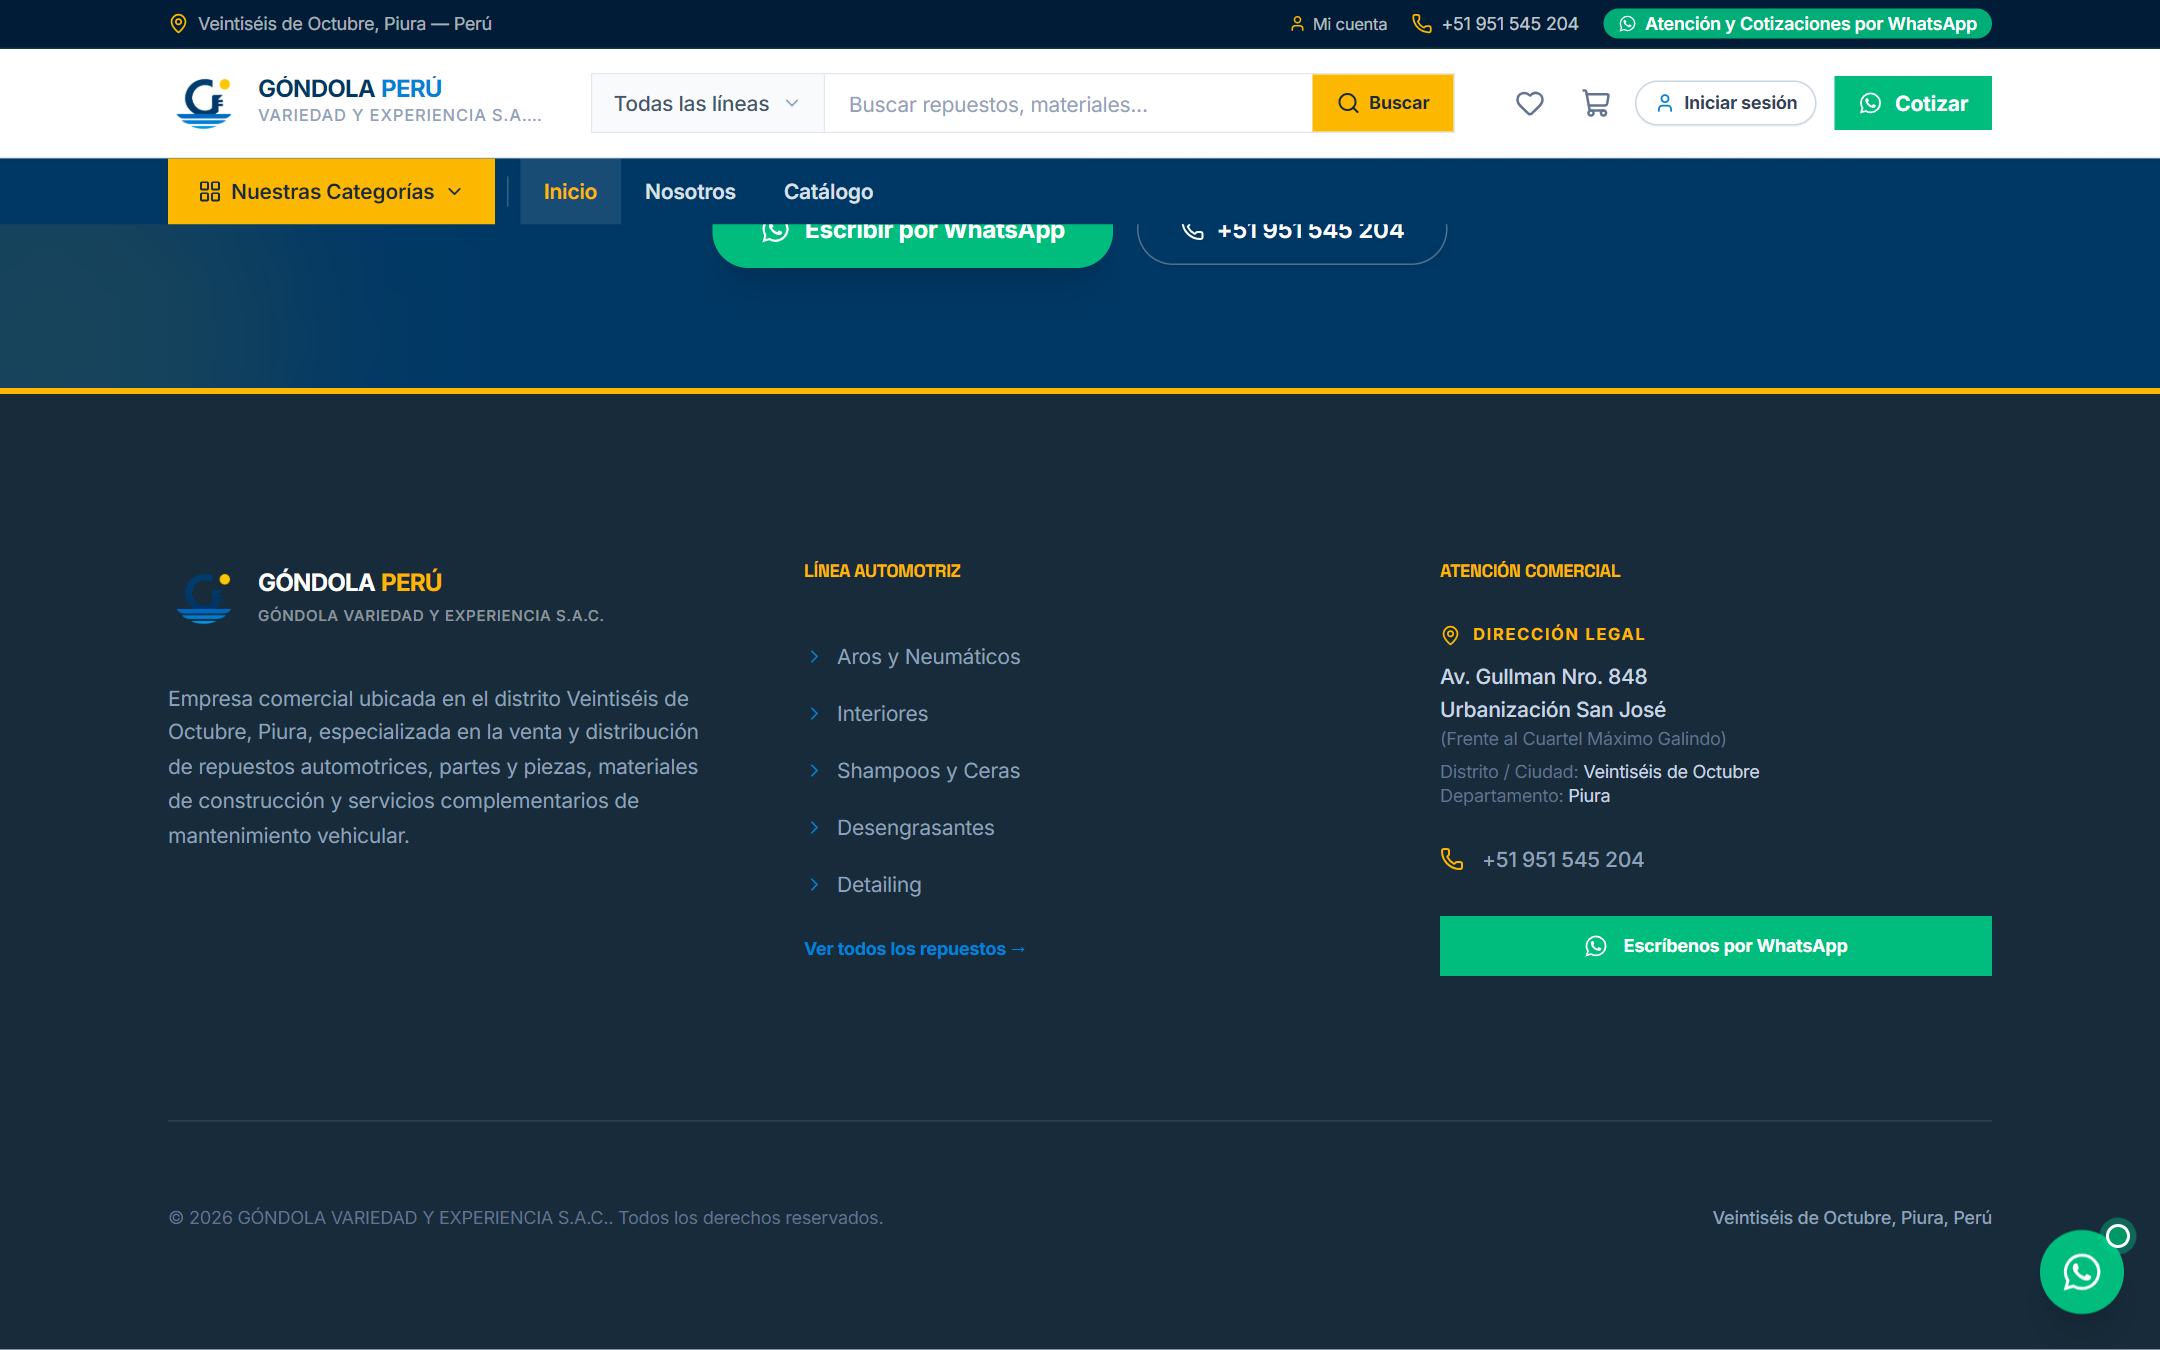 Veintiséis de Octubre, Piura — Perú
Mi cuenta
+51 951 545 204
Atención y Cotizaciones por WhatsApp
GÓNDOLA PERÚ
VARIEDAD Y EXPERIENCIA S.A....
Todas las líneas
Buscar repuestos, materiales...
Buscar
Iniciar sesión
Cotizar
Nuestras Categorías
Inicio
Nosotros
Catálogo
Escribir por WhatsApp
+51 951 545 204
GÓNDOLA PERÚ
GÓNDOLA VARIEDAD Y EXPERIENCIA S.A.C.
Empresa comercial ubicada en el distrito Veintiséis de
Octubre, Piura, especializada en la venta y distribución
de repuestos automotrices, partes y piezas, materiales
de construcción y servicios complementarios de
mantenimiento vehicular.
LÍNEA AUTOMOTRIZ
Aros y Neumáticos
Interiores
Shampoos y Ceras
Desengrasantes
Detailing
Ver todos los repuestos →
ATENCIÓN COMERCIAL
DIRECCIÓN LEGAL
Av. Gullman Nro. 848
Urbanización San José
(Frente al Cuartel Máximo Galindo)
Distrito / Ciudad: Veintiséis de Octubre
Departamento: Piura
+51 951 545 204
Escríbenos por WhatsApp
© 2026 GÓNDOLA VARIEDAD Y EXPERIENCIA S.A.C.. Todos los derechos reservados.
Veintiséis de Octubre, Piura, Perú